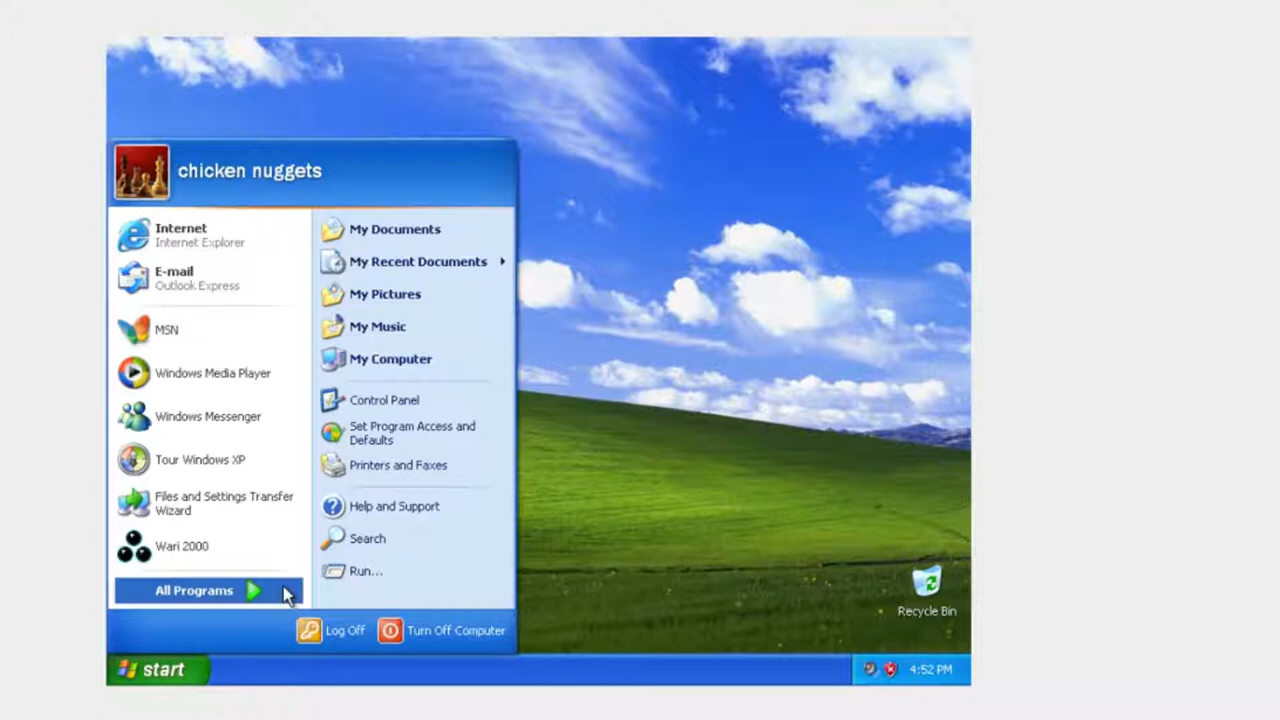 chicken nuggets
Internet
Internet Explorer
E-mail
Outlook Express
MSN
Windows Media Player
Windows Messenger
Tour Windows XP
Files and Settings Transfer
Wizard
Wari 2000
All Programs
My Documents
My Recent Documents
My Pictures
My Music
My Computer
Control Panel
Set Program Access and
Defaults
Printers and Faxes
Help and Support
Search
Run...
Log Off
Turn Off Computer
Recycle Bin
start
4:52 PM